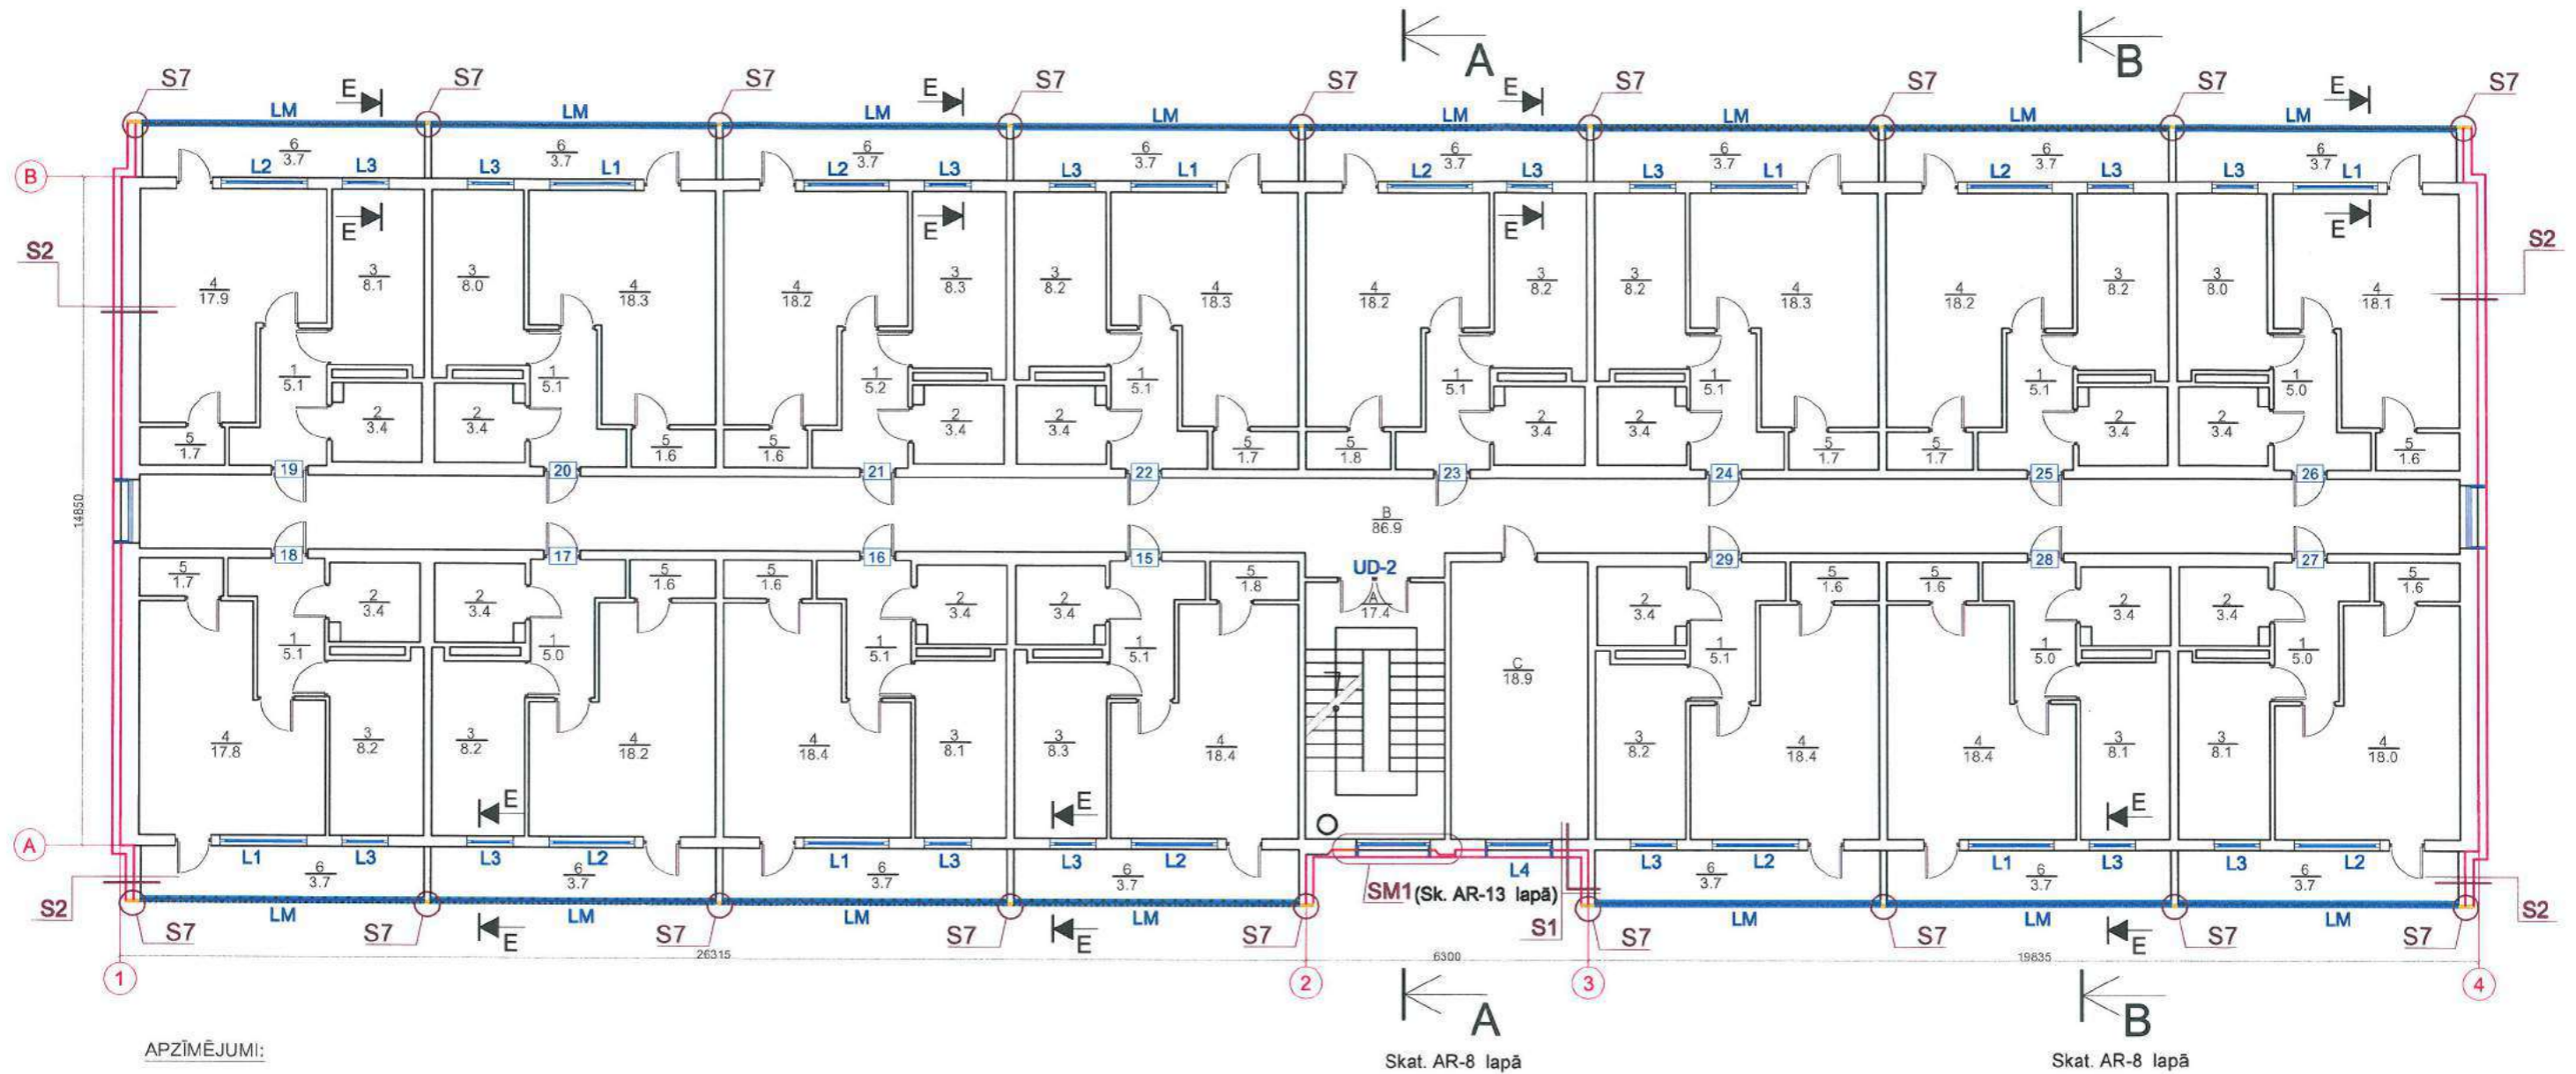 A
B
S7 S7 S7 S7 S7 S7 S7 S7 S7
E E E E
LM LM LM LM LM LM LM LM
6 6 6 6 6 6 6 6
3.7 3.7 3.7 3.7 3.7 3.7 3.7 3.7
B L2 L3 L3 L1 L2 L3 L3 L1 L2 L3 L3 L1 L2 L3 L3 L1
E E E E
S2 S2
4 3 3 4 4 3 3 4 4 3 3 4 4 3 3 4
17.9 8.1 8.0 18.3 18.2 8.3 8.2 18.3 18.2 8.2 8.2 18.3 18.2 8.2 8.0 18.1
1 1 1 1 1 1 1 1
5.1 5.1 5.2 5.1 5.1 5.1 5.1 5.0
2 2 2 2 2 2 2 2
3.4 3.4 3.4 3.4 3.4 3.4 3.4 3.4
5 5 5 5 5 5 5 5
1.7 1.6 1.6 1.7 1.8 1.7 1.7 1.6
19 20 21 22 23 24 25 26
14850
B
86.9
18 17 16 15 29 28 27
UD-2
A
17.4
5 5 5 5 5 5 5
1.7 1.6 1.6 1.8 1.6 1.6 1.6
2 2 2 2 2 2 2
3.4 3.4 3.4 3.4 3.4 3.4 3.4
1 1 1 1 1 1 1
5.1 5.0 5.1 5.1 5.1 5.0 5.0
C
18.9
4 3 3 4 4 3 3 4 3 4 4 3 3 4
17.8 8.2 8.2 18.2 18.4 8.1 8.3 18.4 8.2 18.4 18.4 8.1 8.1 18.0
E E E
A L1 L3 L3 L2 L1 L3 L3 L2 L4 L3 L2 L1 L3 L3 L2
6 6 6 6 6 6 6
3.7 3.7 3.7 3.7 3.7 3.7 3.7
SM1 (Sk. AR-13 lapā)
S2 S2
LM LM LM LM LM LM LM
S1
S7 S7 S7 S7 S7 S7 S7 S7 S7
E E E
26315 6300 19835
1 2 3 4
A
B
APZĪMĒJUMI:
Skat. AR-8 lapā
Skat. AR-8 lapā